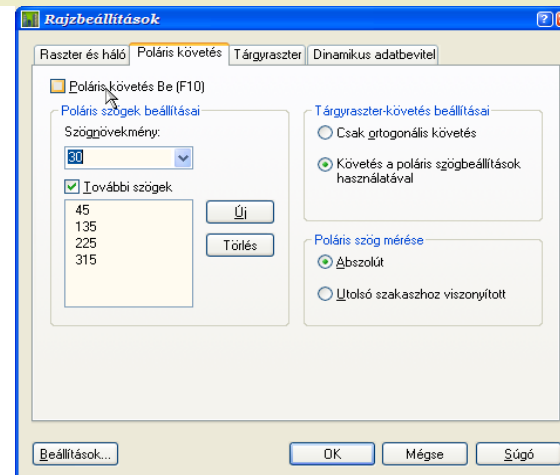 Rajzbeállítások
Raszter és háló Poláris követés Tárgyraszter Dinamikus adatbevitel
Poláris követés Be (F10)
Poláris szögek beállításai
Szögnövekmény:
30
További szögek
45
135
225
315
Új
Törlés
Tárgyraszter-követés beállításai
Csak ortogonális követés
Követés a poláris szögbeállítások
használatával
Poláris szög mérése
Abszolút
Utolsó szakaszhoz viszonyított
Beállítások...
OK Mégse Súgó